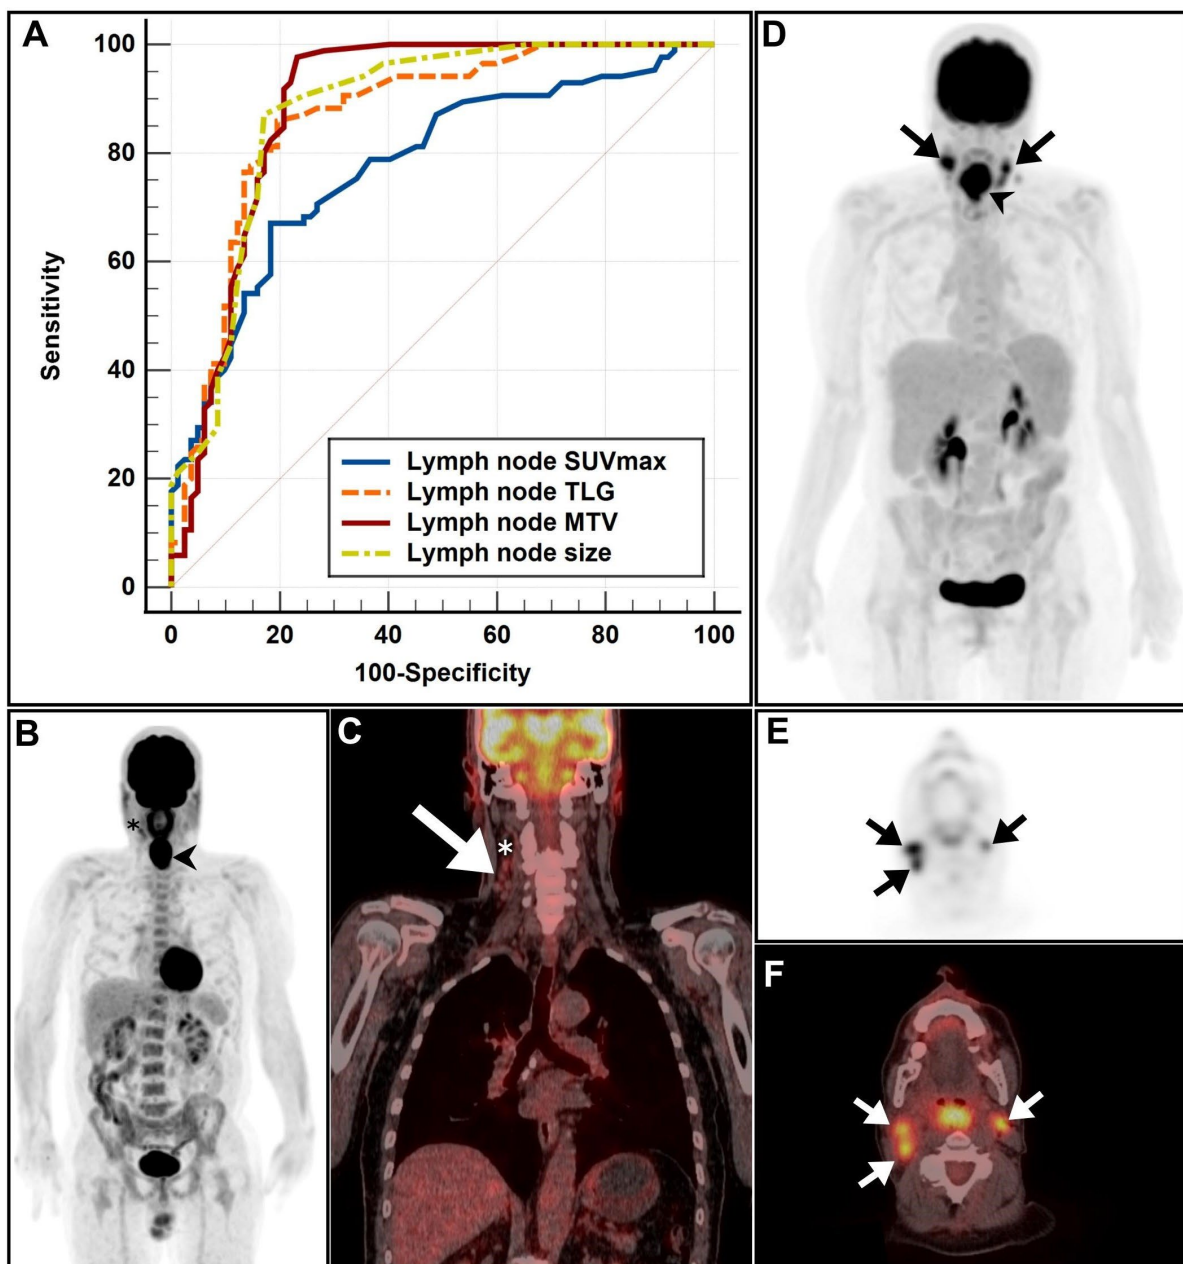 A
100
80
60
40
20
0
Sensitivity
Lymph node SUVmax
Lymph node TLG
Lymph node MTV
Lymph node size
0 20 40 60 80 100
100-Specificity
D
B
*
C
*
E
F